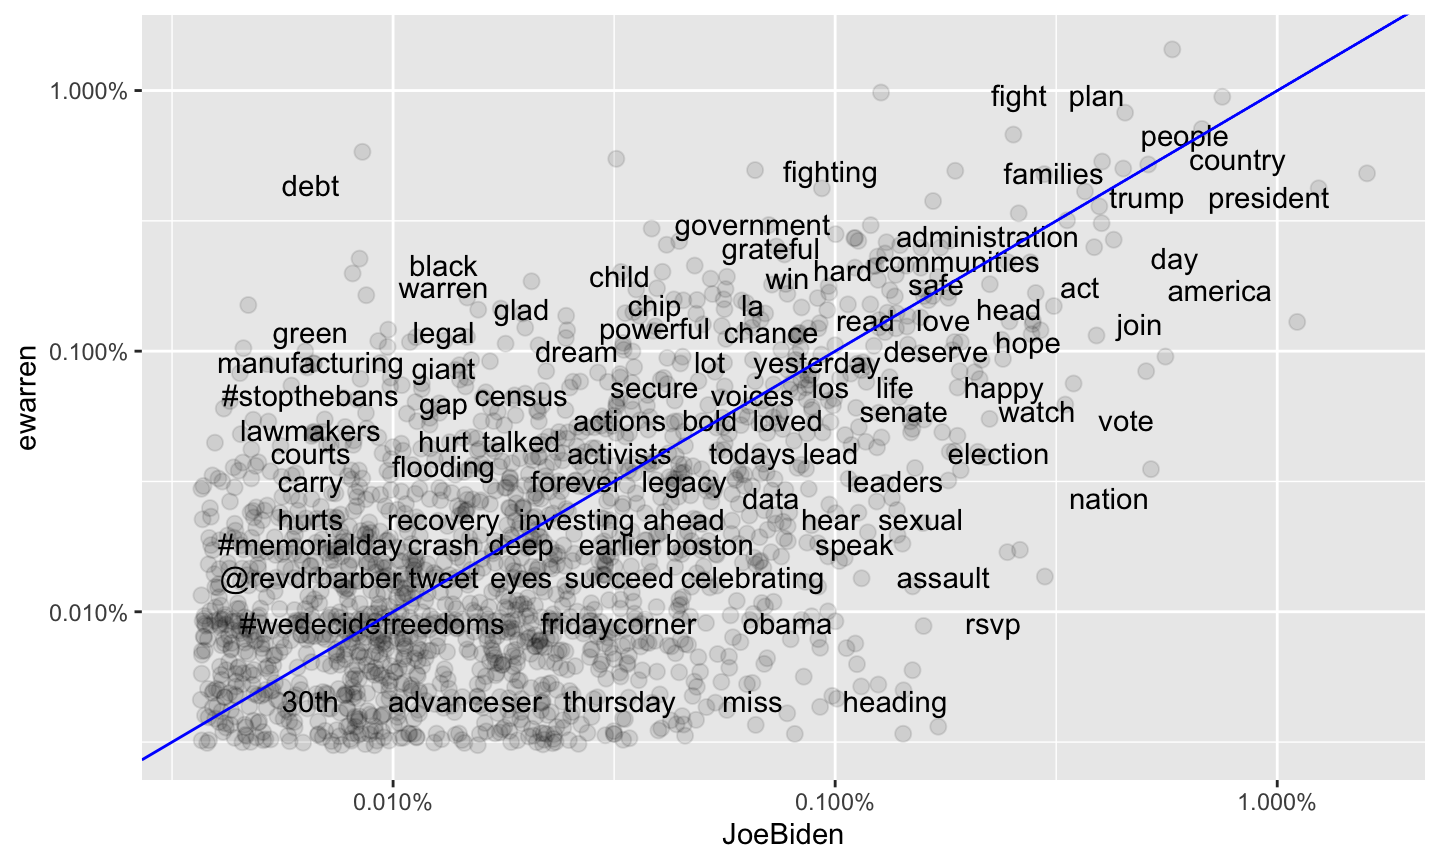 1.000%
fight plan
people
country
fighting
families
debt
trump president
government
administration
grateful
day
black
communities
child
win hard
warren
safe
act
america
glad
chip
la
head
read love
join
green
legal
powerful
chance
hope
0.100%
dream
deserve
manufacturing
giant
lot
yesterday
#stopthebans
census
secure
voices
los
life
happy
gap
senate
watch
actions bold loved
vote
lawmakers
hurt talked
courts
activists
todays lead
election
flooding
carry
forever legacy
leaders
data
nation
hurts
recovery
investing ahead
hear sexual
#memorialday crash deep
earlier boston
speak
@revdrbarber tweet eyes
succeed celebrating
assault
0.010%
#wedecide freedoms
fridaycorner
obama
rsvp
30th
advance ser
thursday
miss
heading
ewarren
0.010%
0.100%
1.000%
JoeBiden